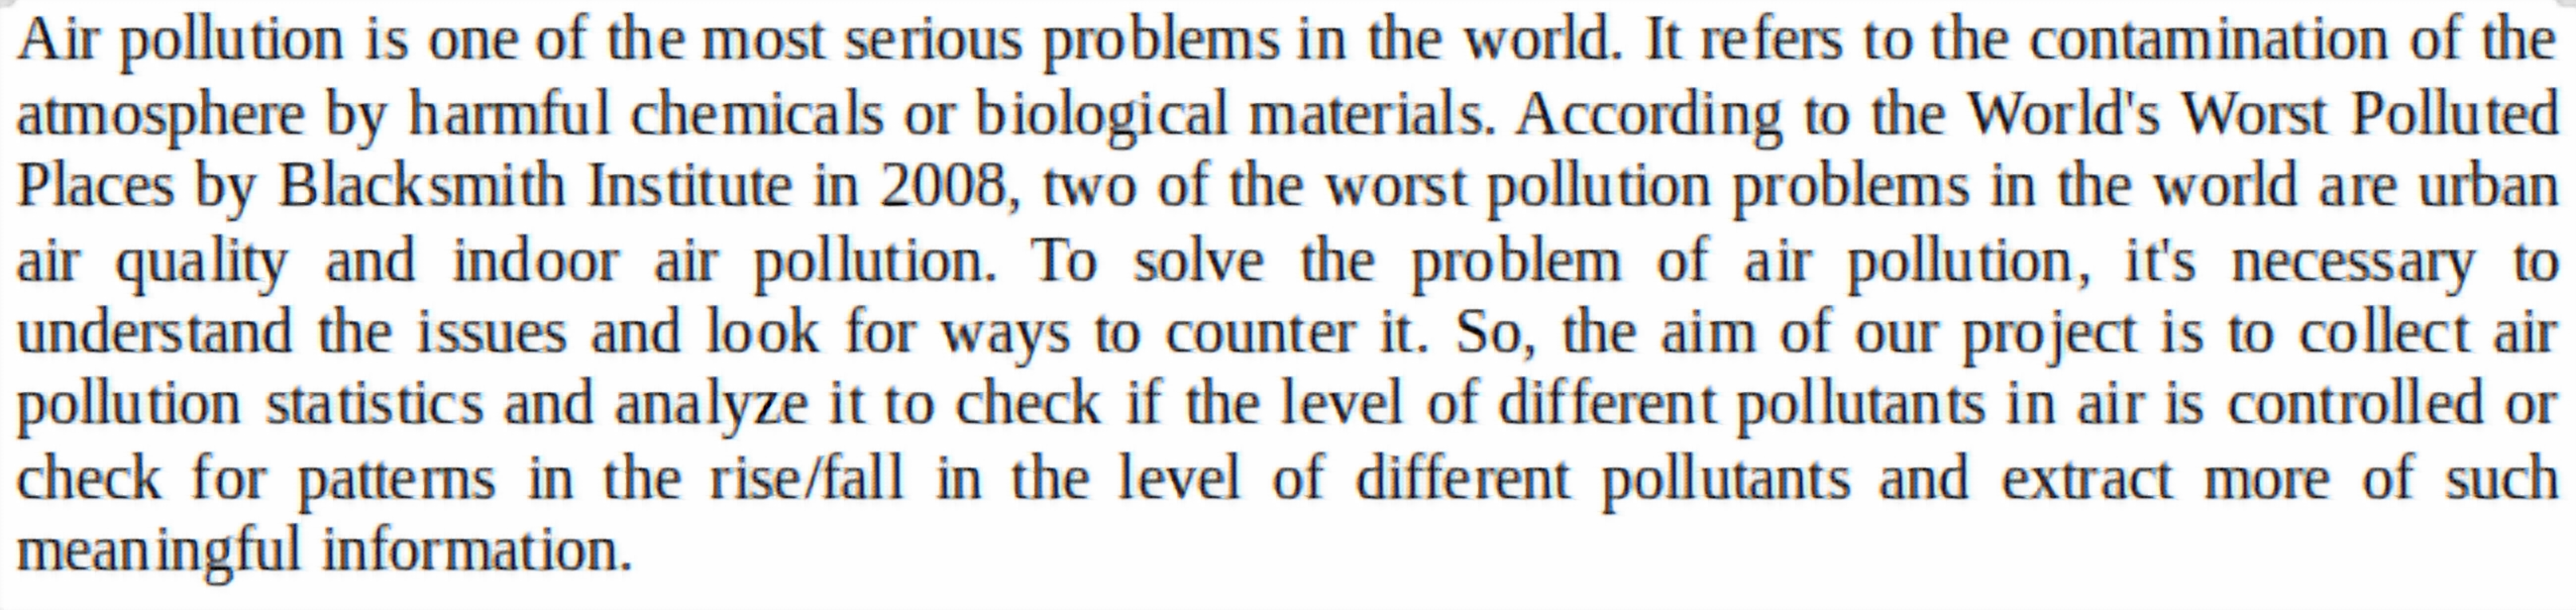 Air pollution is one of the most serious problems in the world. It refers to the contamination of the
atmosphere by harmful chemicals or biological materials. According to the World's Worst Polluted
Places by Blacksmith Institute in 2008, two of the worst pollution problems in the world are urban
air quality and indoor air pollution. To solve the problem of air pollution, it's necessary to
understand the issues and look for ways to counter it. So, the aim of our project is to collect air
pollution statistics and analyze it to check if the level of different pollutants in air is controlled or
check for patterns in the rise/fall in the level of different pollutants and extract more of such
meaningful information.